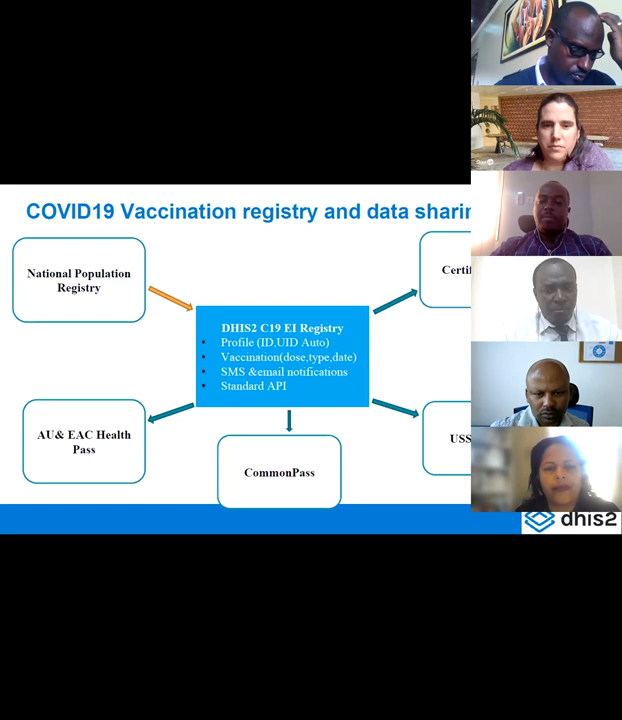 COVID19 Vaccination registry and data sharin
National Population
Registry
Certif
DHIS2 C19 EI Registry
• Profile (ID,UID Auto)
• Vaccination(dose,type,date)
• SMS &email notifications
• Standard API
AU& EAC Health
Pass
CommonPass
USS
dhis2